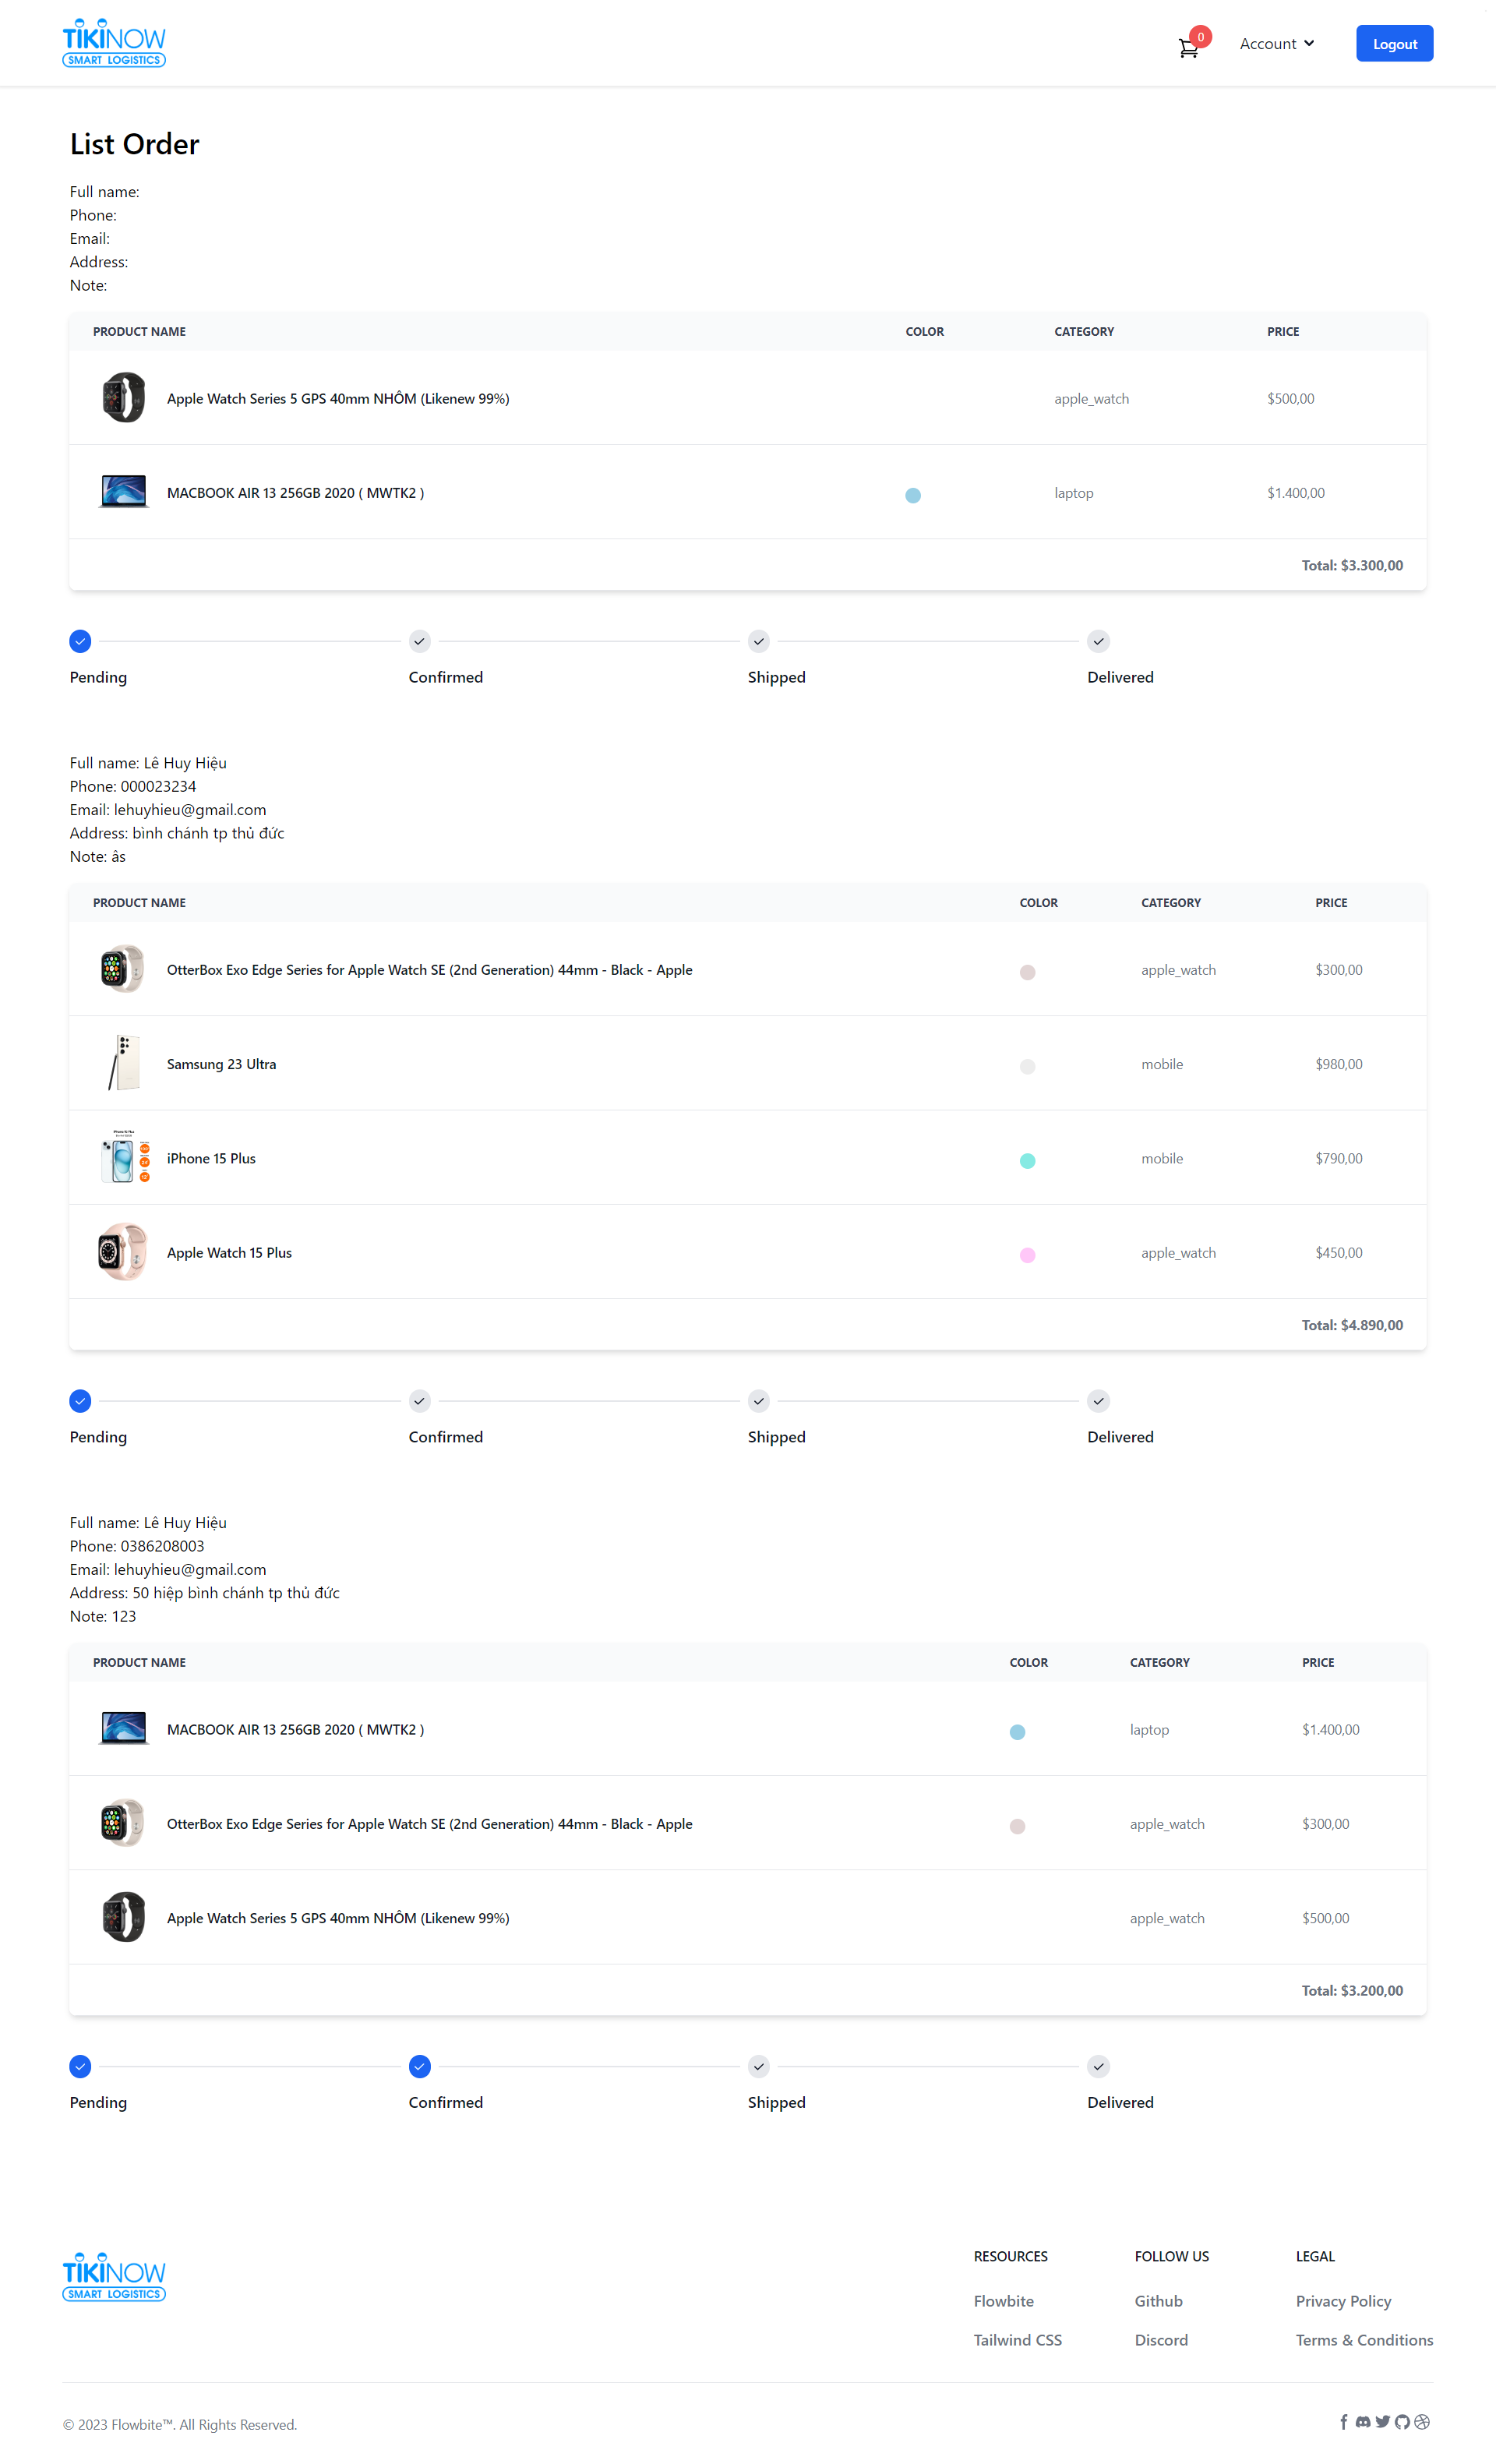 TIKINOW
SMART LOGISTICS
0
Account
Logout
List Order
Full name:
Phone:
Email:
Address:
Note:
PRODUCT NAME COLOR CATEGORY PRICE
Apple Watch Series 5 GPS 40mm NHÔM (Likenew 99%) apple_watch $500,00
MACBOOK AIR 13 256GB 2020 ( MWTK2 ) laptop $1.400,00
Total: $3.300,00
Pending Confirmed Shipped Delivered
Full name: Lê Huy Hiệu
Phone: 000023234
Email: lehuyhieu@gmail.com
Address: bình chánh tp thủ đức
Note: âs
PRODUCT NAME COLOR CATEGORY PRICE
OtterBox Exo Edge Series for Apple Watch SE (2nd Generation) 44mm - Black - Apple apple_watch $300,00
Samsung 23 Ultra mobile $980,00
iPhone 15 Plus mobile $790,00
Apple Watch 15 Plus apple_watch $450,00
Total: $4.890,00
Pending Confirmed Shipped Delivered
Full name: Lê Huy Hiệu
Phone: 0386208003
Email: lehuyhieu@gmail.com
Address: 50 hiệp bình chánh tp thủ đức
Note: 123
PRODUCT NAME COLOR CATEGORY PRICE
MACBOOK AIR 13 256GB 2020 ( MWTK2 ) laptop $1.400,00
OtterBox Exo Edge Series for Apple Watch SE (2nd Generation) 44mm - Black - Apple apple_watch $300,00
Apple Watch Series 5 GPS 40mm NHÔM (Likenew 99%) apple_watch $500,00
Total: $3.200,00
Pending Confirmed Shipped Delivered
TIKINOW
SMART LOGISTICS
RESOURCES FOLLOW US LEGAL
Flowbite Github Privacy Policy
Tailwind CSS Discord Terms & Conditions
© 2023 Flowbite™. All Rights Reserved.